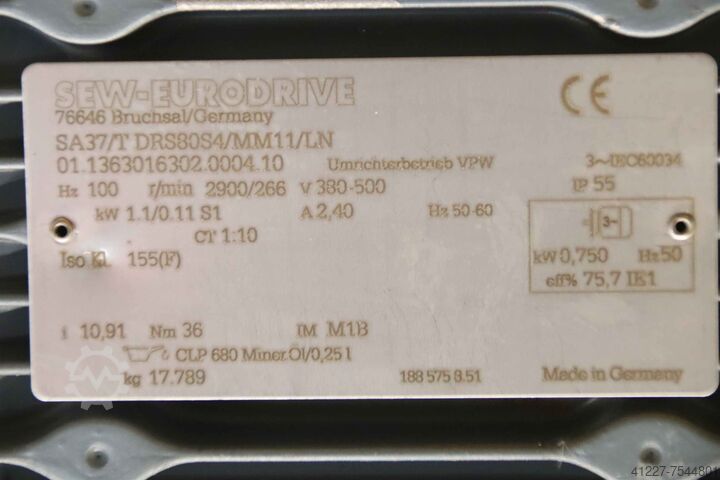 SEW-EURODRIVE
76646 Bruchsal/Germany
SA37/T DRS80S4/MM11/LN
01.1363016302.0004.10 Umrichterbetrieb VPW 3~IEC60034
Hz 100 r/min 2900/266 V 380-500 IP 55
kW 1.1/0.11 S1 A 2,40 Hz 50-60
CT 1:10
Iso Kl. 155(F)
3~
kW 0,750 Hz 50
eff% 75,7 IE1
i 10,91 Nm 36 IM M1B
CLP 680 Miner.Öl/0,25 l
kg 17.789 188 575 8.51 Made in Germany
CE
41227-7544801